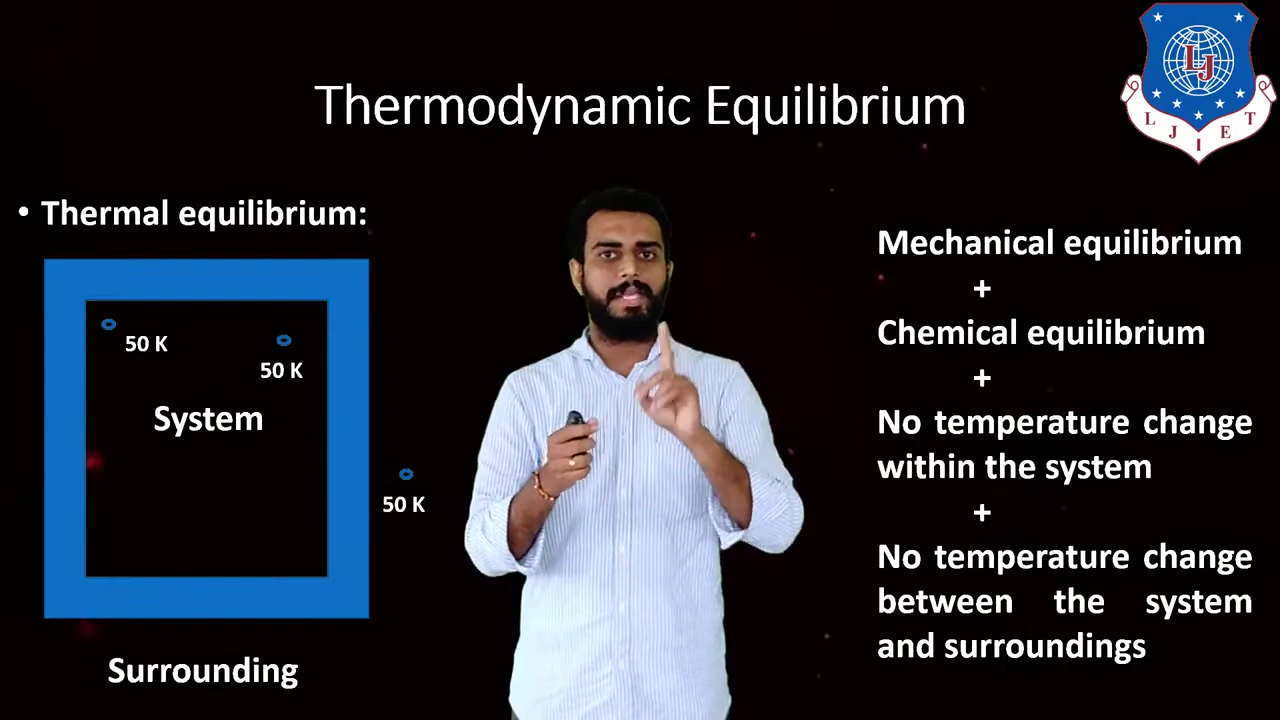 Thermodynamic Equilibrium
LJ
L J I E T
• Thermal equilibrium:
50 K
50 K
System
50 K
Surrounding
Mechanical equilibrium
+
Chemical equilibrium
+
No temperature change
within the system
+
No temperature change
between the system
and surroundings